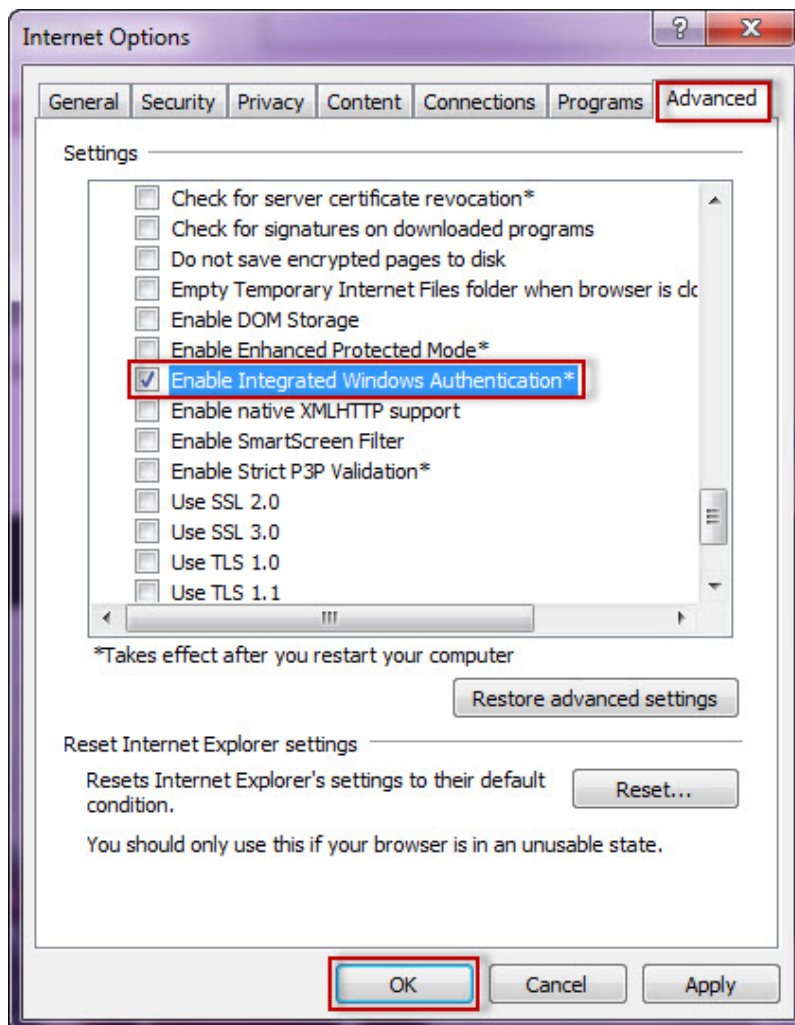 Internet Options
General Security Privacy Content Connections Programs Advanced
Settings
Check for server certificate revocation*
Check for signatures on downloaded programs
Do not save encrypted pages to disk
Empty Temporary Internet Files folder when browser is clc
Enable DOM Storage
Enable Enhanced Protected Mode*
Enable Integrated Windows Authentication*
Enable native XMLHTTP support
Enable SmartScreen Filter
Enable Strict P3P Validation*
Use SSL 2.0
Use SSL 3.0
Use TLS 1.0
Use TLS 1.1
*Takes effect after you restart your computer
Restore advanced settings
Reset Internet Explorer settings
Resets Internet Explorer's settings to their default
condition.
Reset...
You should only use this if your browser is in an unusable state.
OK Cancel Apply